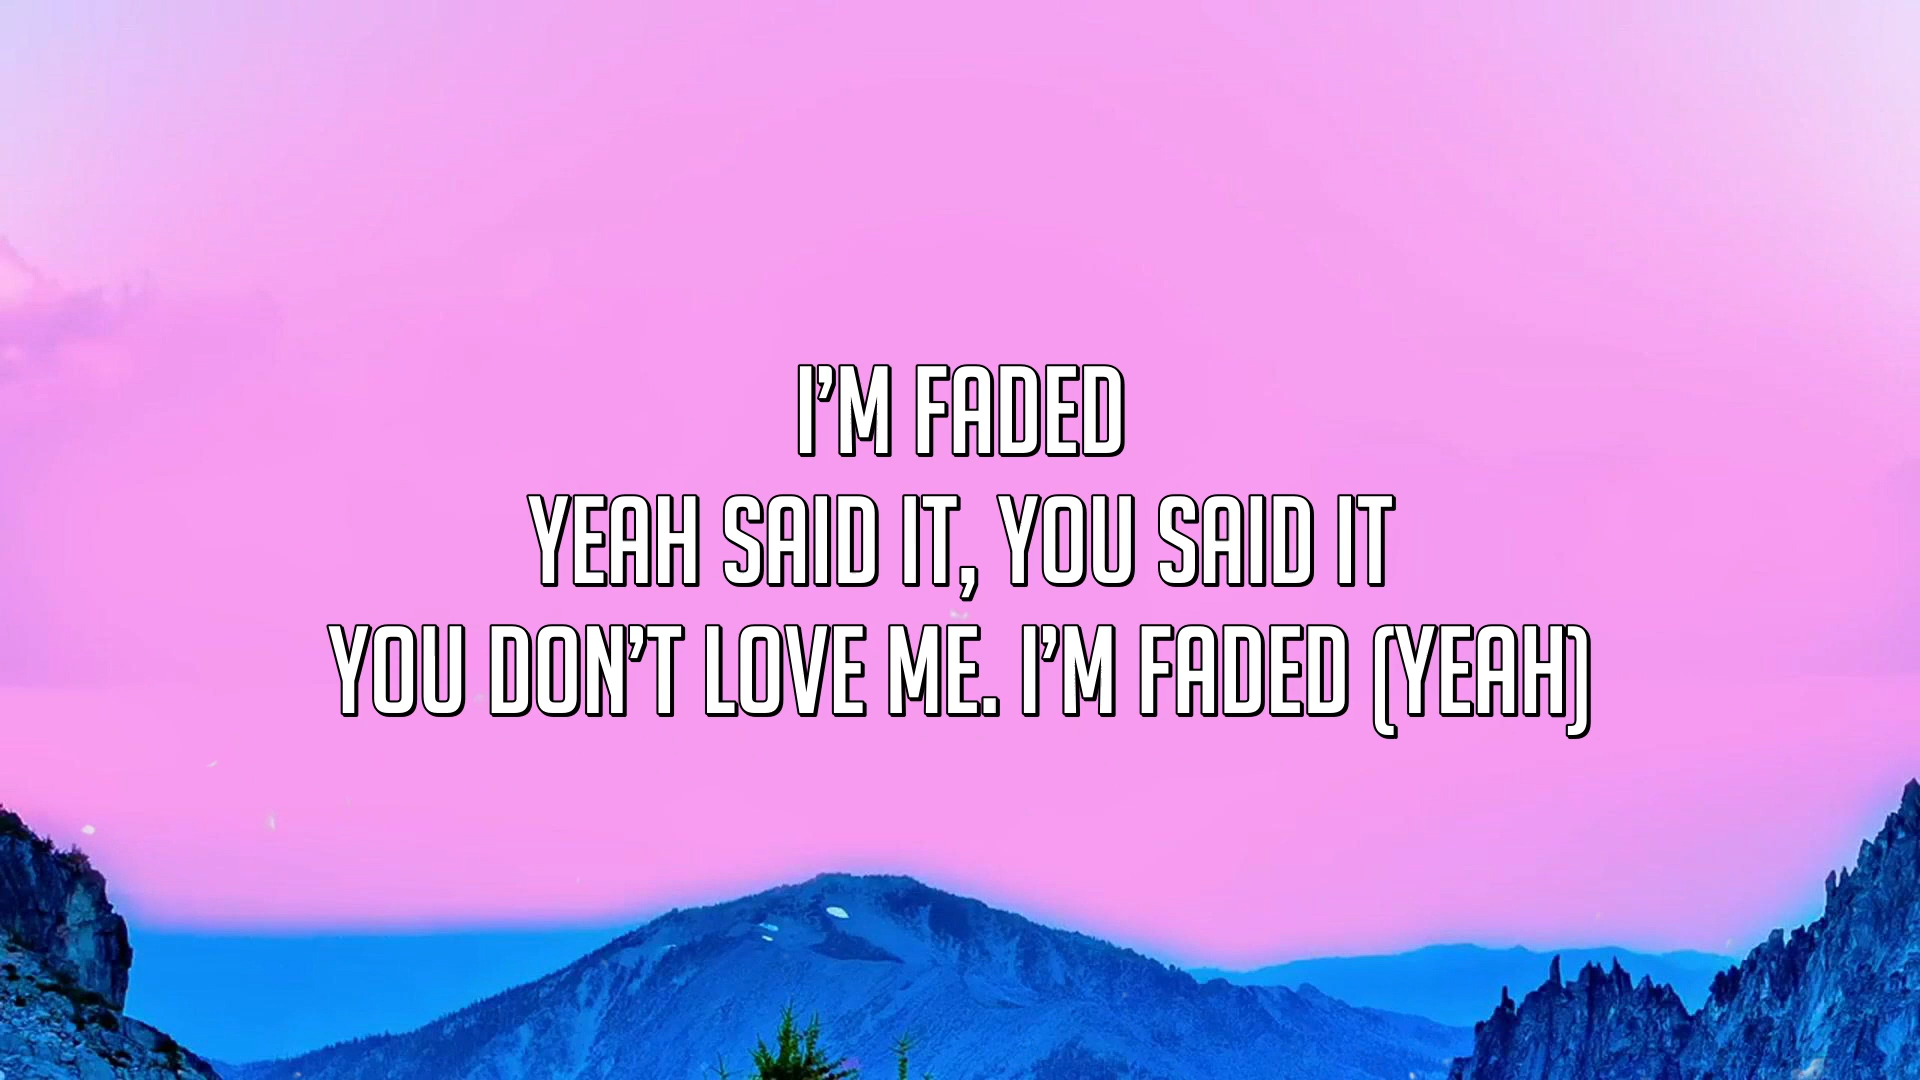 I'M FADED
YEAH SAID IT, YOU SAID IT
YOU DON'T LOVE ME. I'M FADED (YEAH)